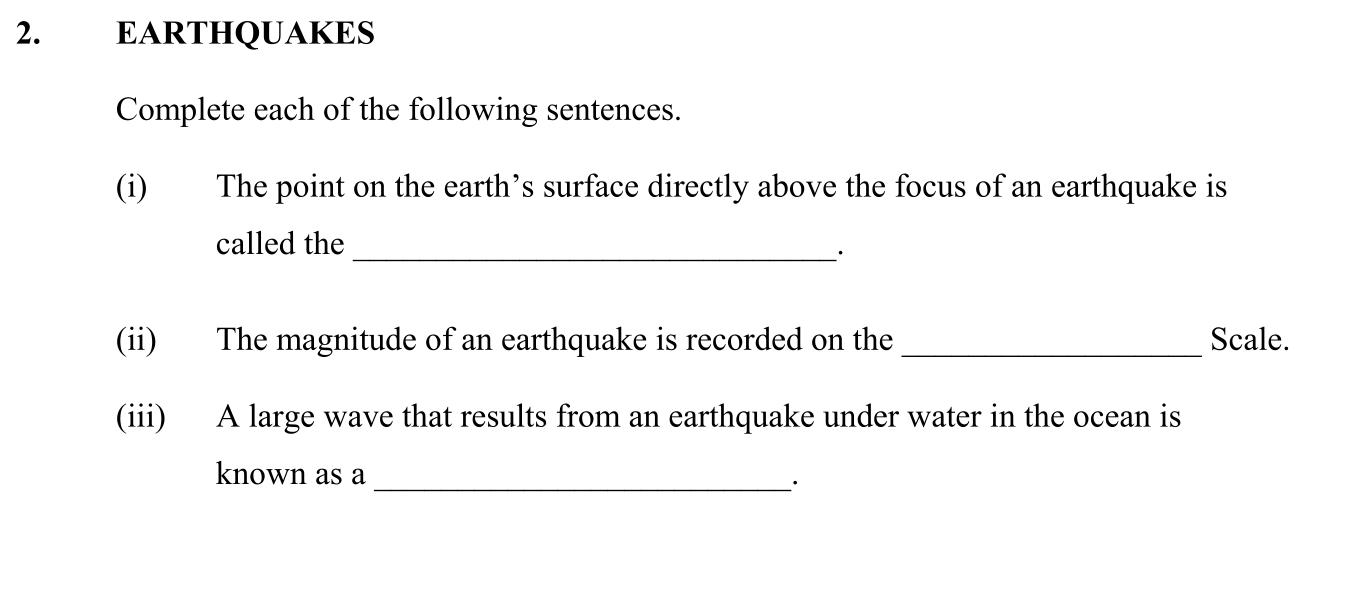 2. EARTHQUAKES
Complete each of the following sentences.
(i) The point on the earth’s surface directly above the focus of an earthquake is
called the ______________________________.
(ii) The magnitude of an earthquake is recorded on the __________________ Scale.
(iii) A large wave that results from an earthquake under water in the ocean is
known as a __________________________.